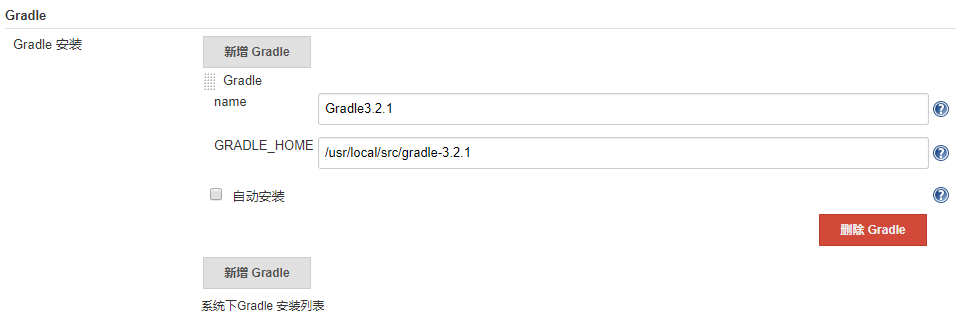 Gradle
Gradle 安装
新增 Gradle
Gradle
name
Gradle3.2.1
GRADLE_HOME
/usr/local/src/gradle-3.2.1
自动安装
删除 Gradle
新增 Gradle
系统下Gradle 安装列表